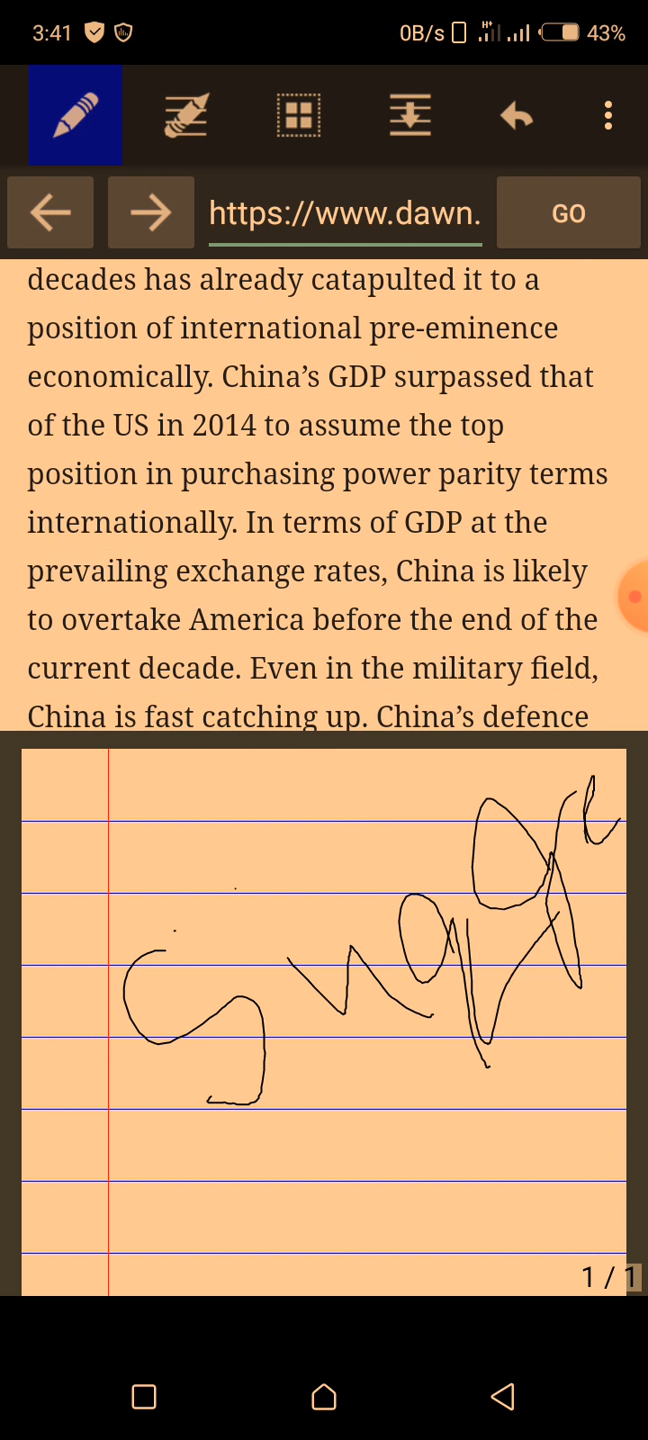 3:41
0B/s
H+
43%
https://www.dawn.
GO
decades has already catapulted it to a
position of international pre-eminence
economically. China’s GDP surpassed that
of the US in 2014 to assume the top
position in purchasing power parity terms
internationally. In terms of GDP at the
prevailing exchange rates, China is likely
to overtake America before the end of the
current decade. Even in the military field,
China is fast catching up. China’s defence
1 / 1